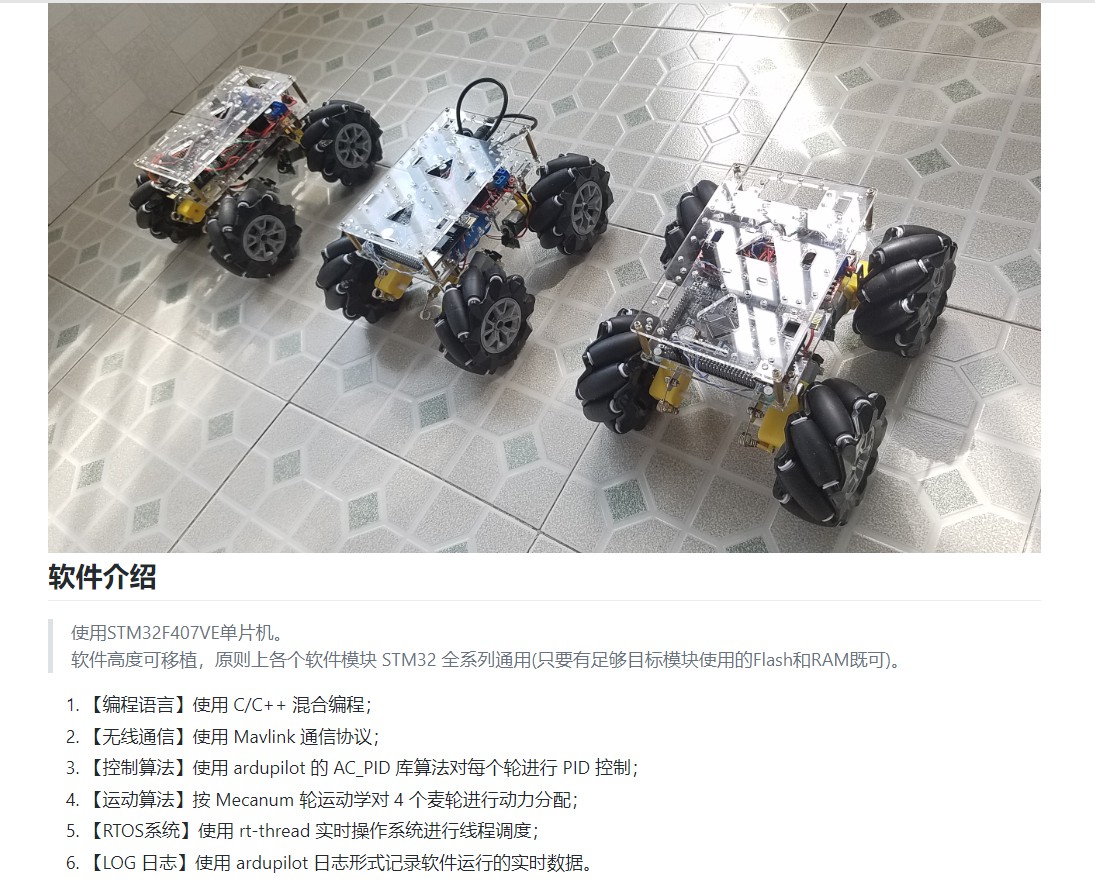 软件介绍
使用STM32F407VE单片机。
软件高度可移植，原则上各个软件模块 STM32 全系列通用(只要有足够目标模块使用的Flash和RAM既可)。
1. 【编程语言】使用 C/C++ 混合编程；
2. 【无线通信】使用 Mavlink 通信协议；
3. 【控制算法】使用 ardupilot 的 AC_PID 库算法对每个轮进行 PID 控制；
4. 【运动算法】按 Mecanum 轮运动学对 4 个麦轮进行动力分配；
5. 【RTOS系统】使用 rt-thread 实时操作系统进行线程调度；
6. 【LOG 日志】使用 ardupilot 日志形式记录软件运行的实时数据。